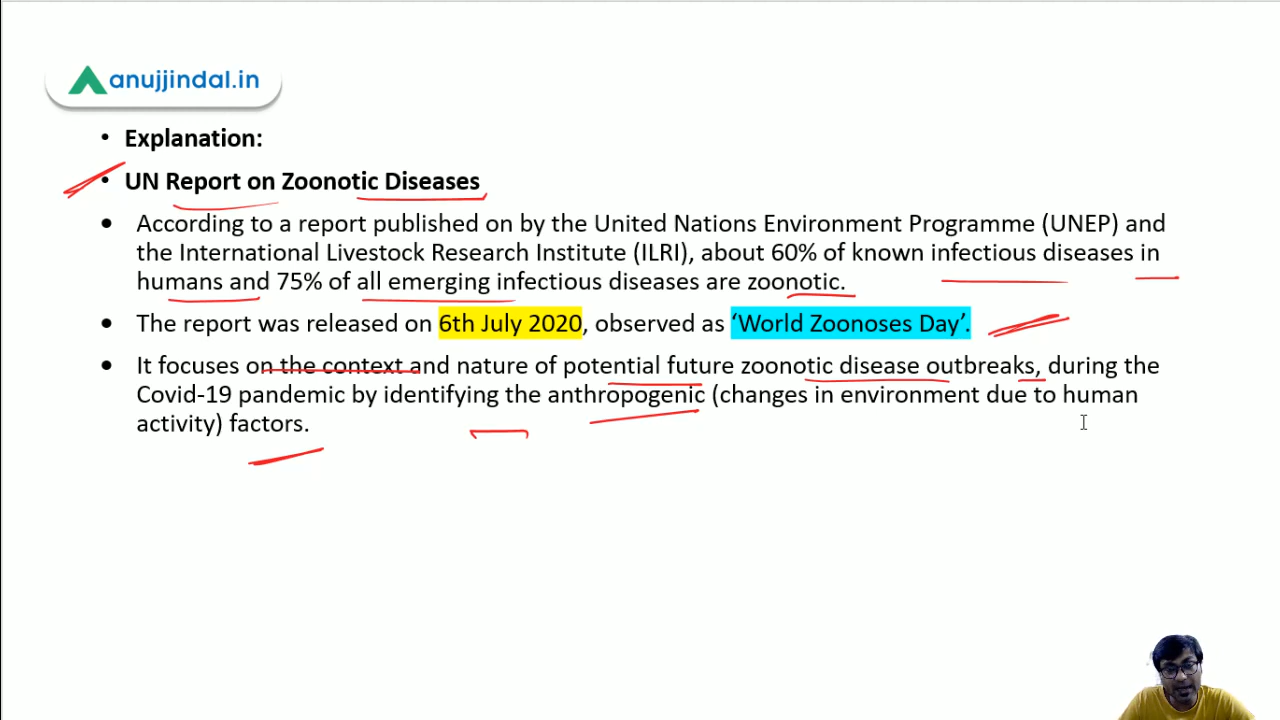 anujjindal.in
• Explanation:
• UN Report on Zoonotic Diseases
• According to a report published on by the United Nations Environment Programme (UNEP) and
the International Livestock Research Institute (ILRI), about 60% of known infectious diseases in
humans and 75% of all emerging infectious diseases are zoonotic.
• The report was released on 6th July 2020, observed as ‘World Zoonoses Day’.
• It focuses on the context and nature of potential future zoonotic disease outbreaks, during the
Covid-19 pandemic by identifying the anthropogenic (changes in environment due to human
activity) factors.